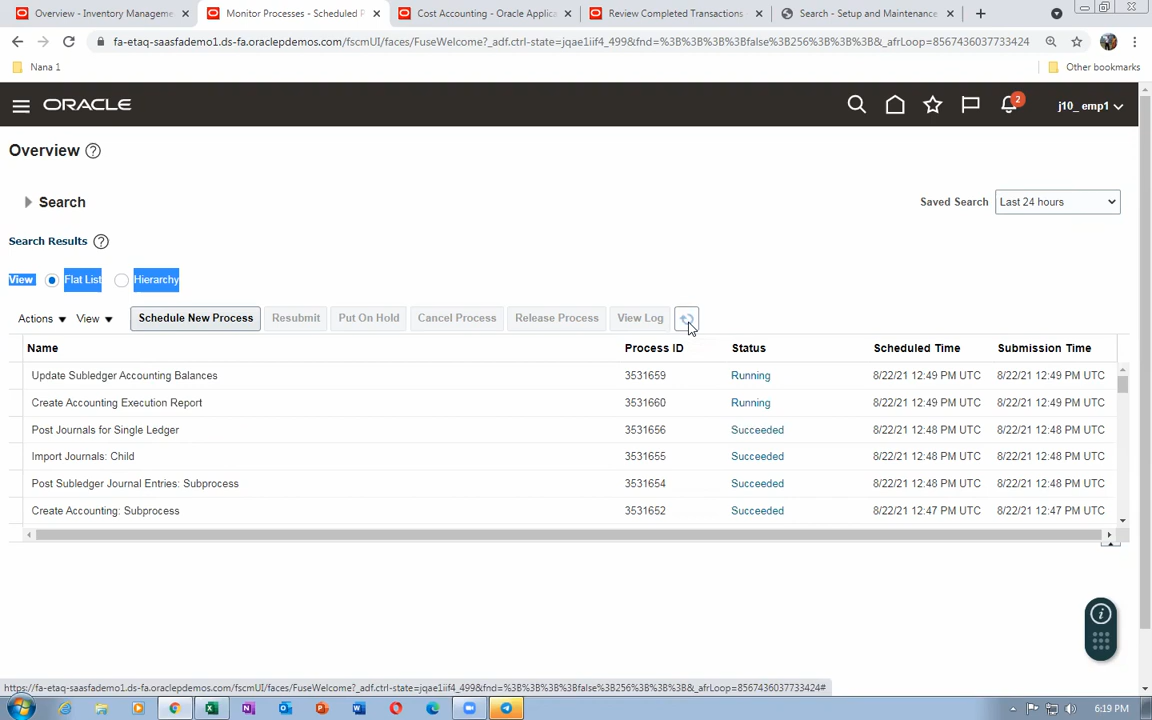 Overview - Inventory Manageme
Monitor Processes - Scheduled P
Cost Accounting - Oracle Applica
Review Completed Transactions
Search - Setup and Maintenance
fa-etaq-saasfademo1.ds-fa.oraclepdemos.com/fscmUI/faces/FuseWelcome?_adf.ctrl-state=jqae1iif4_499&fnd=%3B%3B%3B%3Bfalse%3B256%3B%3B%3B&_afrLoop=8567436037733424
Nana 1
Other bookmarks
ORACLE
2
j10_ emp1
Overview
Search
Saved Search
Last 24 hours
Search Results
View
Flat List
Hierarchy
Actions
View
Schedule New Process
Resubmit
Put On Hold
Cancel Process
Release Process
View Log
Name Process ID Status Scheduled Time Submission Time
Update Subledger Accounting Balances 3531659 Running 8/22/21 12:49 PM UTC 8/22/21 12:49 PM UTC
Create Accounting Execution Report 3531660 Running 8/22/21 12:49 PM UTC 8/22/21 12:49 PM UTC
Post Journals for Single Ledger 3531656 Succeeded 8/22/21 12:48 PM UTC 8/22/21 12:48 PM UTC
Import Journals: Child 3531655 Succeeded 8/22/21 12:48 PM UTC 8/22/21 12:48 PM UTC
Post Subledger Journal Entries: Subprocess 3531654 Succeeded 8/22/21 12:48 PM UTC 8/22/21 12:48 PM UTC
Create Accounting: Subprocess 3531652 Succeeded 8/22/21 12:47 PM UTC 8/22/21 12:47 PM UTC
https://fa-etaq-saasfademo1.ds-fa.oraclepdemos.com/fscmUI/faces/FuseWelcome?_adf.ctrl-state=jqae1iif4_499&fnd=%3B%3B%3B%3Bfalse%3B256%3B%3B%3B&_afrLoop=8567436037733424#
6:19 PM